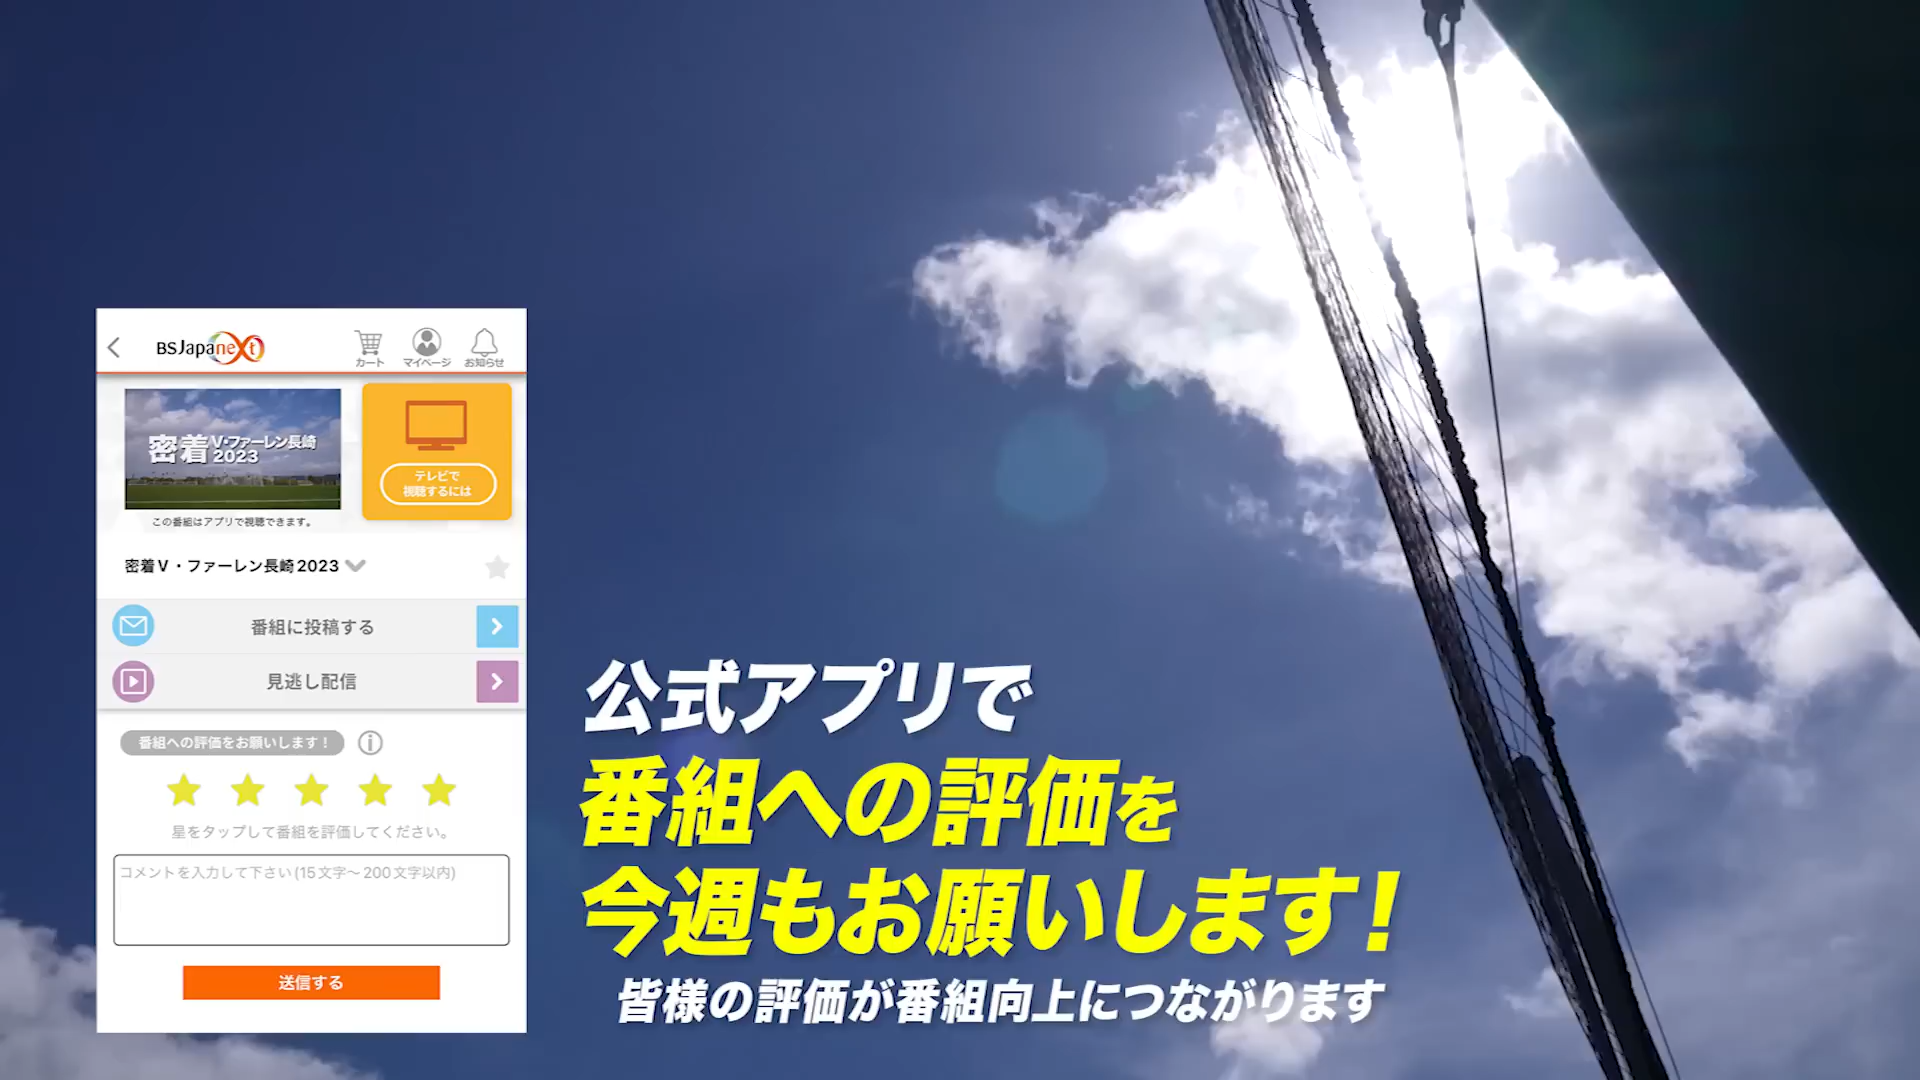 BSJapanext
カート
マイページ
お知らせ
密着V・ファーレン長崎
2023
テレビで
視聴するには
この番組はアプリで視聴できます。
密着V・ファーレン長崎2023
番組に投稿する
見逃し配信
番組への評価をお願いします！
星をタップして番組を評価してください。
コメントを入力して下さい(15文字〜200文字以内)
送信する
公式アプリで
番組への評価を
今週もお願いします！
皆様の評価が番組向上につながります